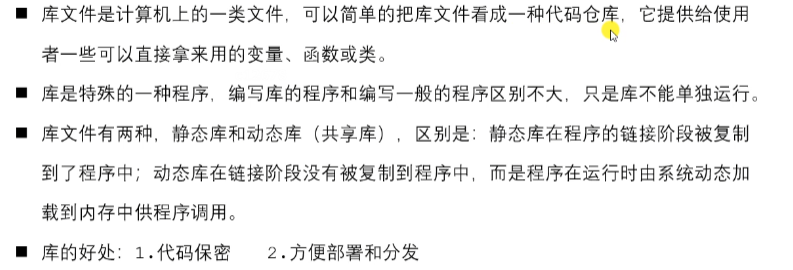 ■ 库文件是计算机上的一类文件，可以简单的把库文件看成一种代码仓库，它提供给使用
者一些可以直接拿来用的变量、函数或类。
■ 库是特殊的一种程序，编写库的程序和编写一般的程序区别不大，只是库不能单独运行。
■ 库文件有两种，静态库和动态库（共享库），区别是：静态库在程序的链接阶段被复制
到了程序中；动态库在链接阶段没有被复制到程序中，而是程序在运行时由系统动态加
载到内存中供程序调用。
■ 库的好处：1.代码保密 2.方便部署和分发